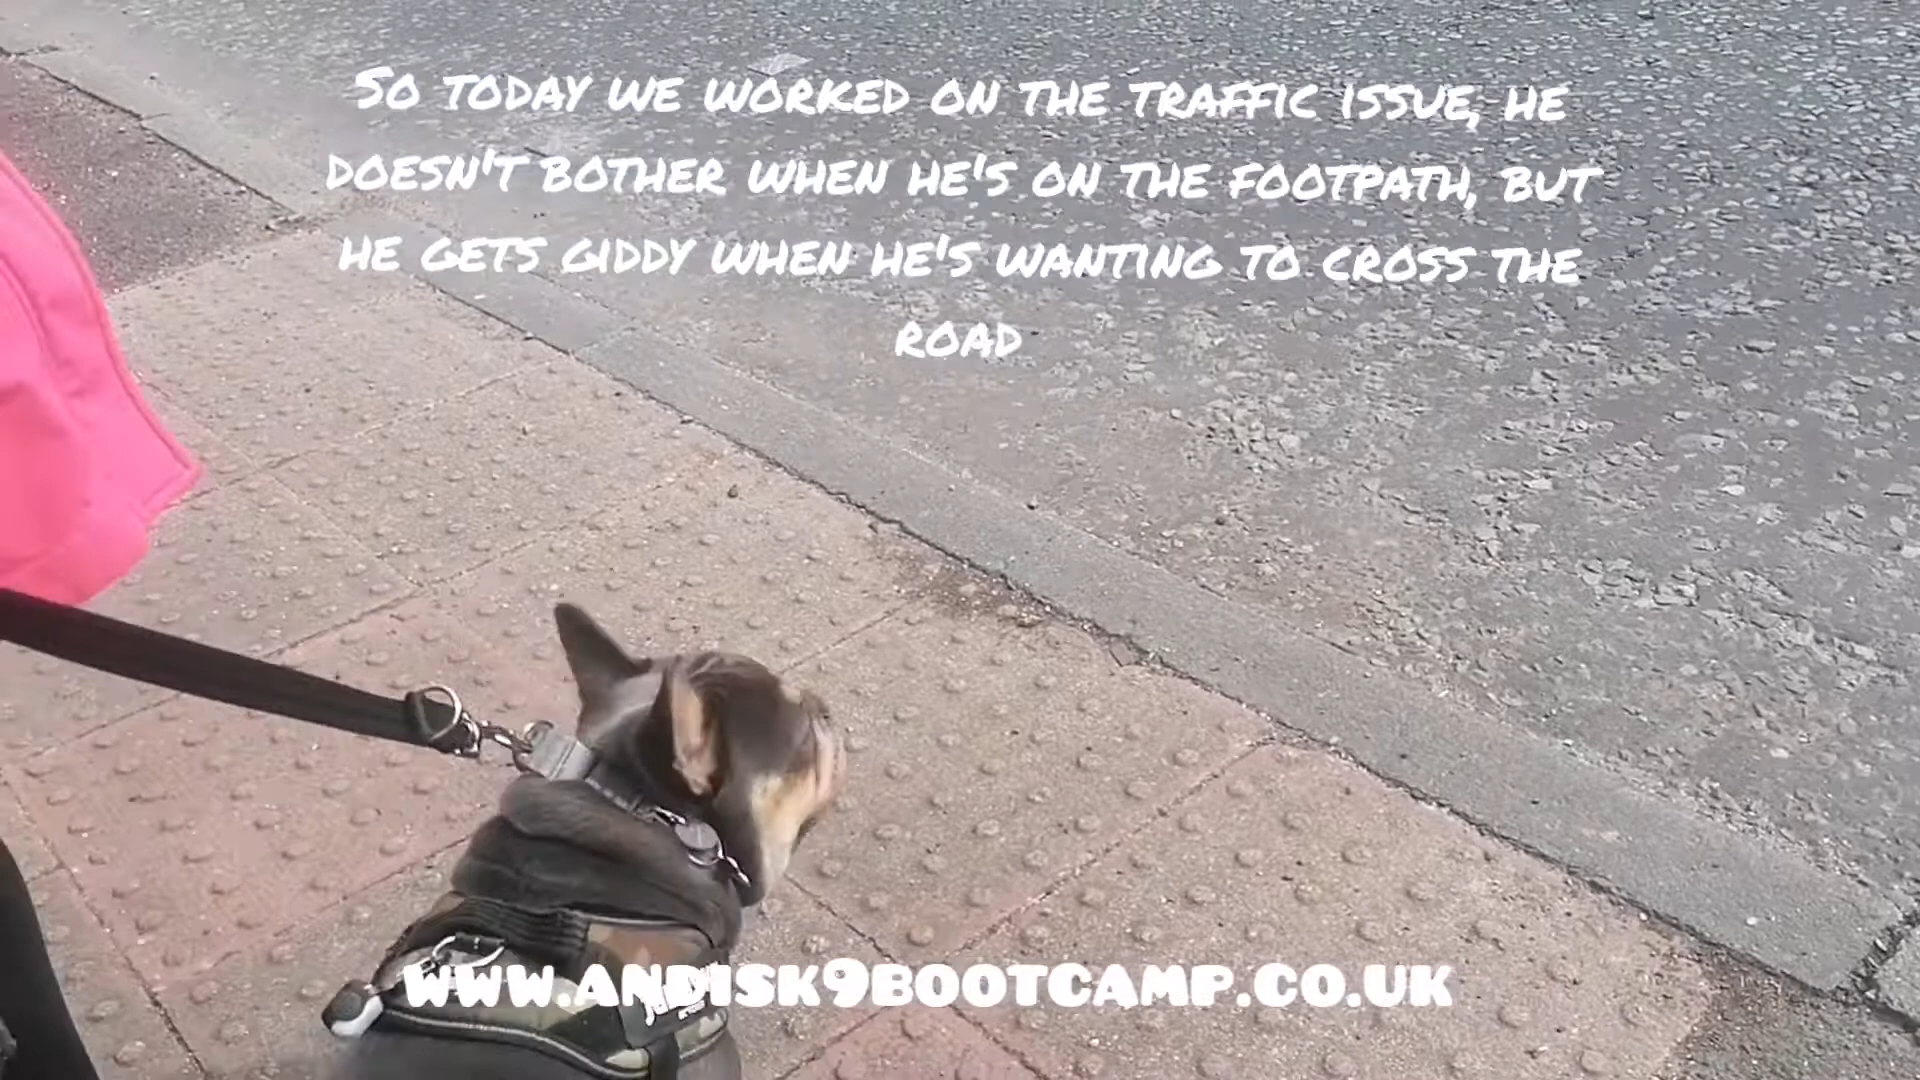 So today we worked on the traffic issue, he
doesn't bother when he's on the footpath, but
he gets giddy when he's wanting to cross the
road
www.andisk9bootcamp.co.uk